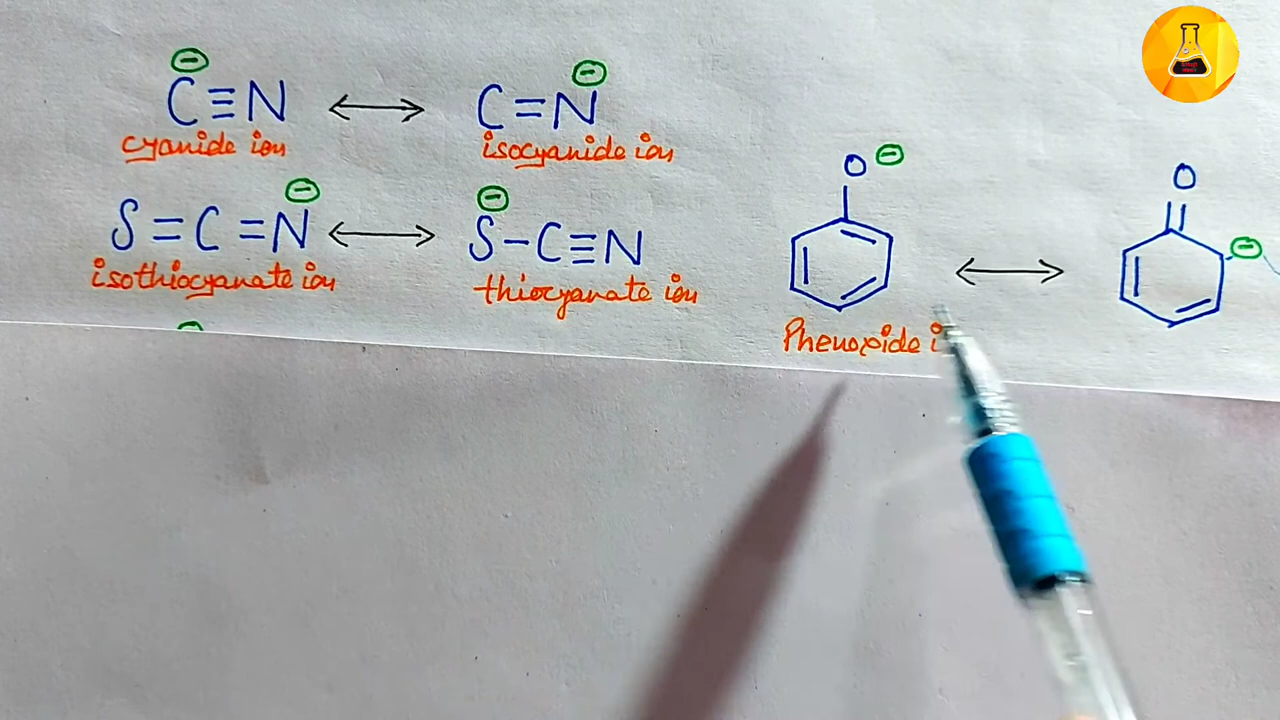 ⊖
C≡N ↔ C=N ⊖
cyanide ion isocyanide ion
S=C=N ⊖ ↔ ⊖ S-C≡N
isothiocyanate ion thiocyanate ion
O ⊖ ↔ O ⊖
Phenoxide i